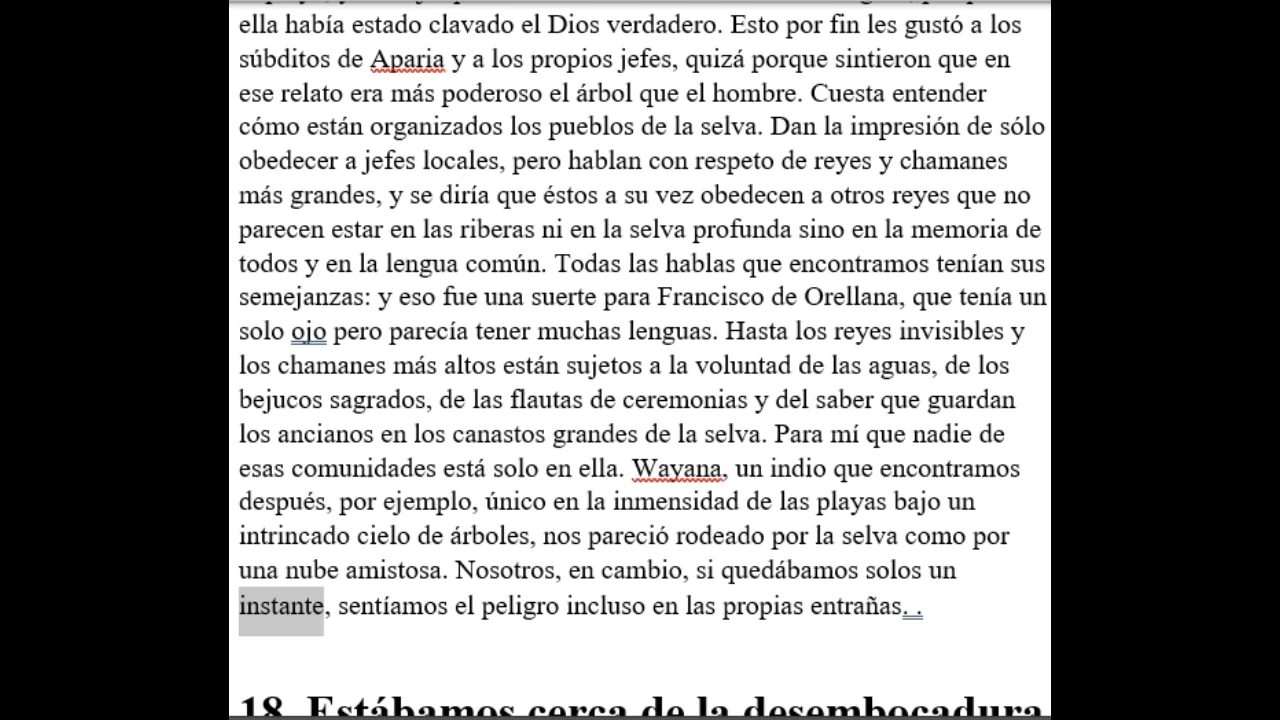 ella había estado clavado el Dios verdadero. Esto por fin les gustó a los
súbditos de Aparia y a los propios jefes, quizá porque sintieron que en
ese relato era más poderoso el árbol que el hombre. Cuesta entender
cómo están organizados los pueblos de la selva. Dan la impresión de sólo
obedecer a jefes locales, pero hablan con respeto de reyes y chamanes
más grandes, y se diría que éstos a su vez obedecen a otros reyes que no
parecen estar en las riberas ni en la selva profunda sino en la memoria de
todos y en la lengua común. Todas las hablas que encontramos tenían sus
semejanzas: y eso fue una suerte para Francisco de Orellana, que tenía un
solo ojo pero parecía tener muchas lenguas. Hasta los reyes invisibles y
los chamanes más altos están sujetos a la voluntad de las aguas, de los
bejucos sagrados, de las flautas de ceremonias y del saber que guardan
los ancianos en los canastos grandes de la selva. Para mí que nadie de
esas comunidades está solo en ella. Wayana, un indio que encontramos
después, por ejemplo, único en la inmensidad de las playas bajo un
intrincado cielo de árboles, nos pareció rodeado por la selva como por
una nube amistosa. Nosotros, en cambio, si quedábamos solos un
instante, sentíamos el peligro incluso en las propias entrañas. .
18. Estábamos cerca de la desembocadura